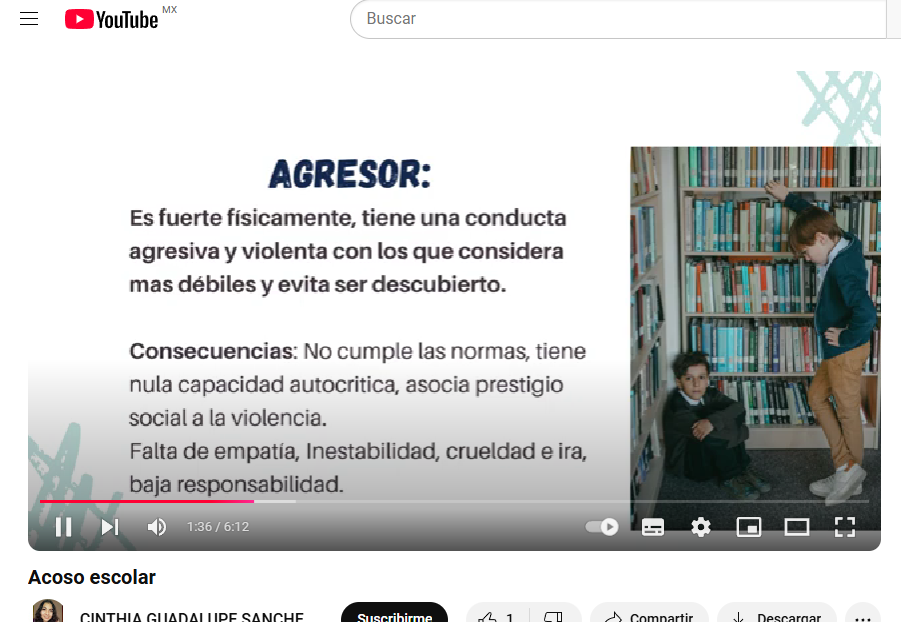 YouTube MX
Buscar
AGRESOR:
Es fuerte físicamente, tiene una conducta
agresiva y violenta con los que considera
mas débiles y evita ser descubierto.
Consecuencias: No cumple las normas, tiene
nula capacidad autocritica, asocia prestigio
social a la violencia.
Falta de empatía, Inestabilidad, crueldad e ira,
baja responsabilidad.
1:36 / 6:12
Acoso escolar
CINTHIA GUADALUPE SANCHE
Suscribirme
1
Compartir
Descargar